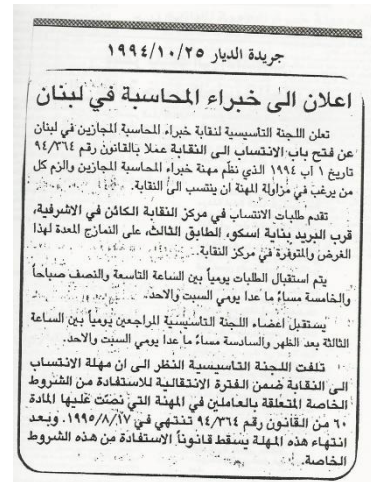 جريدة الديار ١٩٩٤/١٠/٢٥
اعلان الى خبراء المحاسبة في لبنان
تعلن اللجنة التاسيسية لنقابة خبراء المحاسبة المجازين في لبنان
عن فتح باب الانتساب الى النقابة عملا بالقانون رقم ٩٤/٣٦٤
تاريخ ١ آب ١٩٩٤ الذي نظم مهنة خبراء المحاسبة المجازين والزم كل
من يرغب في مزاولة المهنة ان ينتسب الى النقابة.
تقدم طلبات الانتساب في مركز النقابة الكائن في الاشرفية،
قرب البريد بناية اسكو، الطابق الثالث، على النمازج المعدة لهذا
الغرض والمتوفرة في مركز النقابة.
يتم استقبال الطلبات يومياً بين الساعة التاسعة والنصف صباحاً
والخامسة مساءً ما عدا يومي السبت والاحد.
يستقبل اعضاء اللجنة التاسيسية المراجعين يومياً بين الساعة
الثالثة بعد الظهر والسادسة مساءً ما عدا يومي السبت والاحد.
تلفت اللجنة التاسيسية النظر الى ان مهلة الانتساب
الى النقابة ضمن الفترة الانتقالية للاستفادة من الشروط
الخاصة المتعلقة بالعاملين في المهنة التي نصت عليها المادة
٦٠ من القانون رقم ٩٤/٣٦٤ تنتهي في ١٩٩٥/٨/١٧. وبعد
انتهاء هذه المهلة يسقط قانوناً الاستفادة من هذه الشروط
الخاصة.